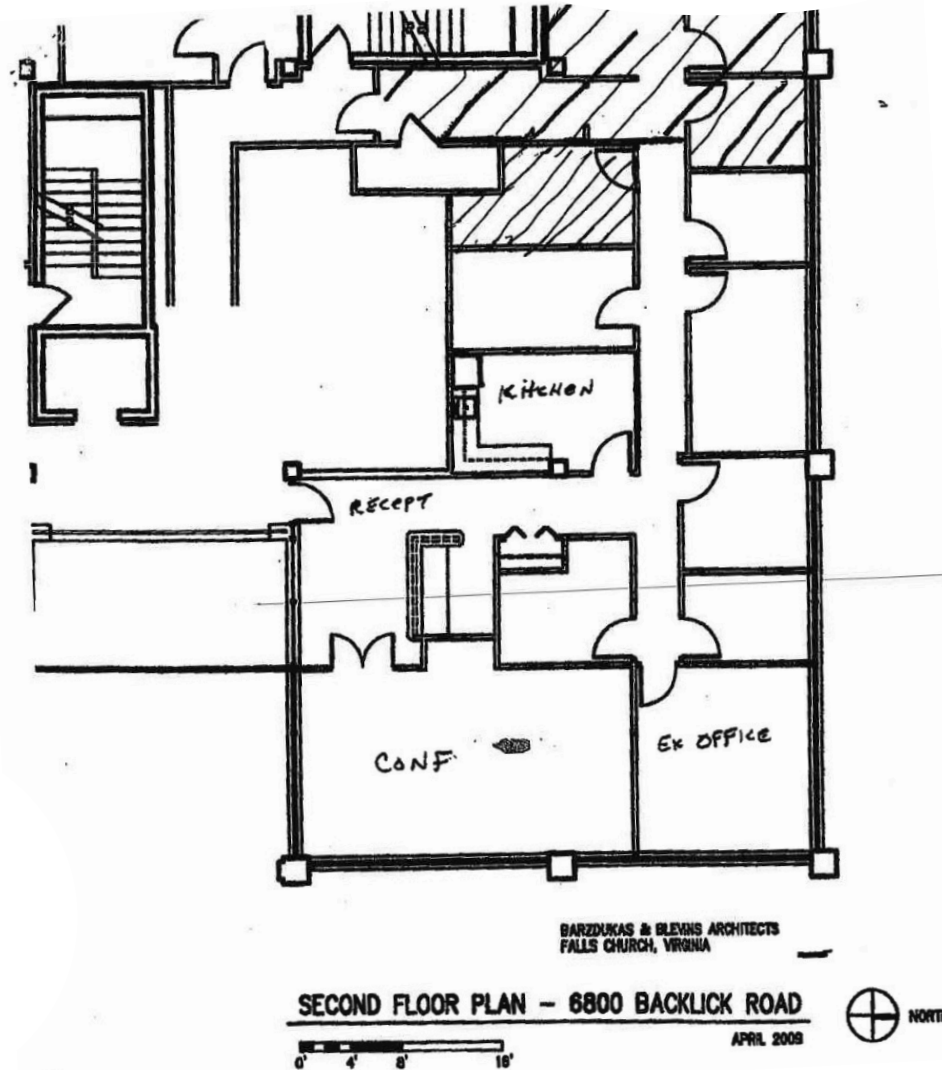 KITCHEN
RECEPT
CONF
EX OFFICE
BARZDUKAS & BLEVINS ARCHITECTS
FALLS CHURCH, VIRGINIA
SECOND FLOOR PLAN – 6800 BACKLICK ROAD
NORT
APRIL 2009
0' 4' 8' 16'